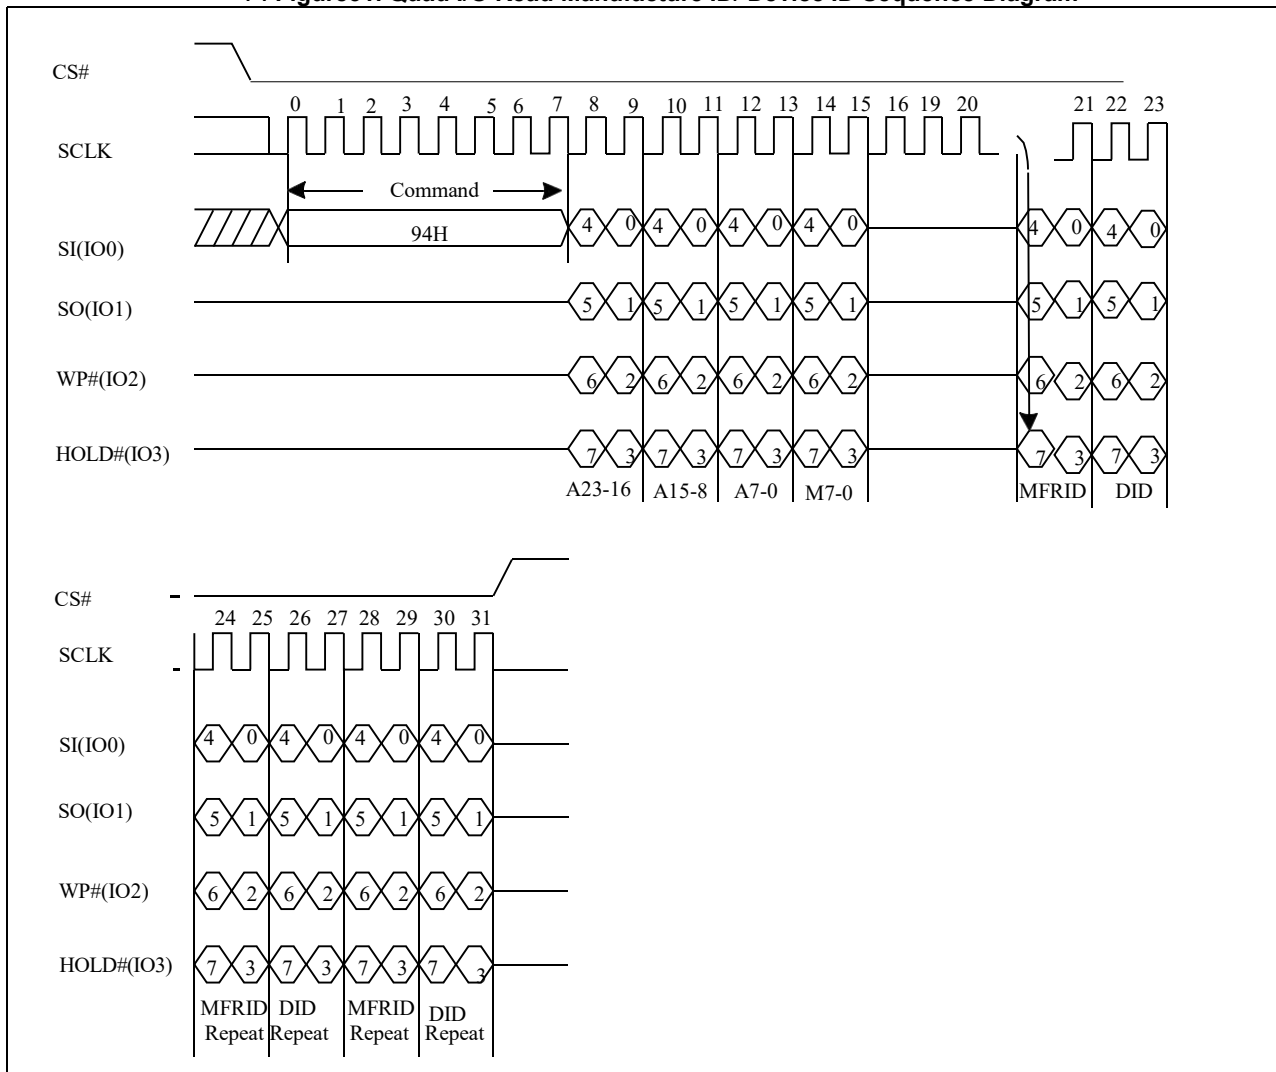 CS#
0 1 2 3 4 5 6 7 8 9 10 11 12 13 14 15 16 19 20 21 22 23
SCLK
Command
94H
4 0 4 0 4 0 4 0 4 0 4 0
SI(IO0)
SO(IO1)
5 1 5 1 5 1 5 1 5 1 5 1
WP#(IO2)
6 2 6 2 6 2 6 2 6 2 6 2
HOLD#(IO3)
7 3 7 3 7 3 7 3 7 3 7 3
A23-16 A15-8 A7-0 M7-0 MFRID DID
CS#
24 25 26 27 28 29 30 31
SCLK
SI(IO0)
4 0 4 0 4 0 4 0
SO(IO1)
5 1 5 1 5 1 5 1
WP#(IO2)
6 2 6 2 6 2 6 2
HOLD#(IO3)
7 3 7 3 7 3 7 3
MFRID DID MFRID DID
Repeat Repeat Repeat Repeat